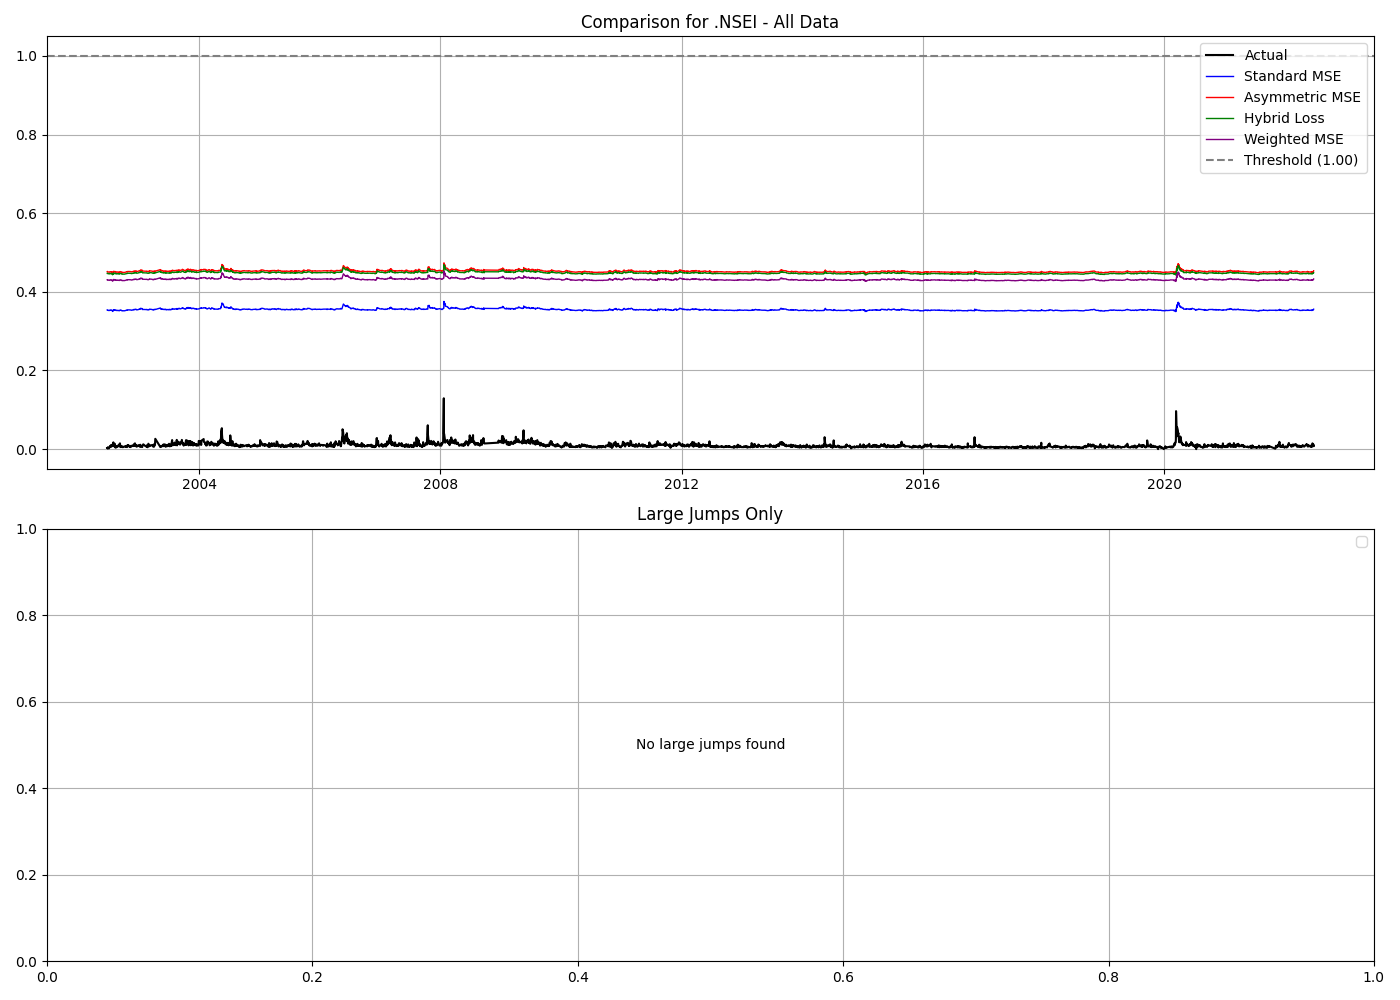 Comparison for .NSEI - All Data
1.0
0.8
0.6
0.4
0.2
0.0
Actual
Standard MSE
Asymmetric MSE
Hybrid Loss
Weighted MSE
Threshold (1.00)
2004 2008 2012 2016 2020
Large Jumps Only
1.0
0.8
0.6
0.4
0.2
0.0
No large jumps found
0.0 0.2 0.4 0.6 0.8 1.0